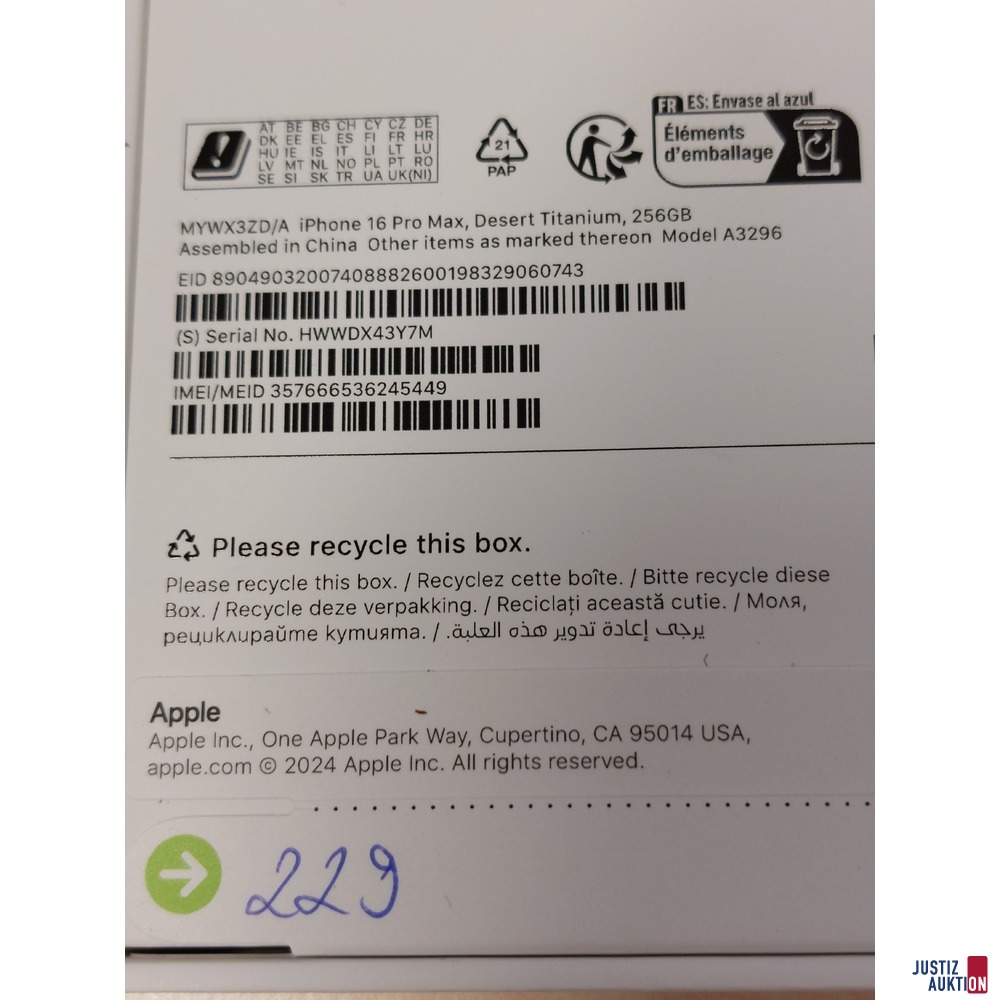 FR ES: Envase al azul
Éléments
d'emballage
AT BE BG CH CY CZ DE
DK EE EL ES FI FR HR
HU IE IS IT LI LT LU
LV MT NL NO PL PT RO
SE SI SK TR UA UK(NI)
21
PAP
MYWX3ZD/A iPhone 16 Pro Max, Desert Titanium, 256GB
Assembled in China Other items as marked thereon Model A3296
EID 89049032007408882600198329060743
(S) Serial No. HWWDX43Y7M
IMEI/MEID 357666536245449
Please recycle this box.
Please recycle this box. / Recyclez cette boîte. / Bitte recycle diese
Box. / Recycle deze verpakking. / Reciclați această cutie. / Моля,
рециклирайте кутията. / يرجى إعادة تدوير هذه العلبة.
Apple
Apple Inc., One Apple Park Way, Cupertino, CA 95014 USA,
apple.com © 2024 Apple Inc. All rights reserved.
229
JUSTIZ
AUKTION